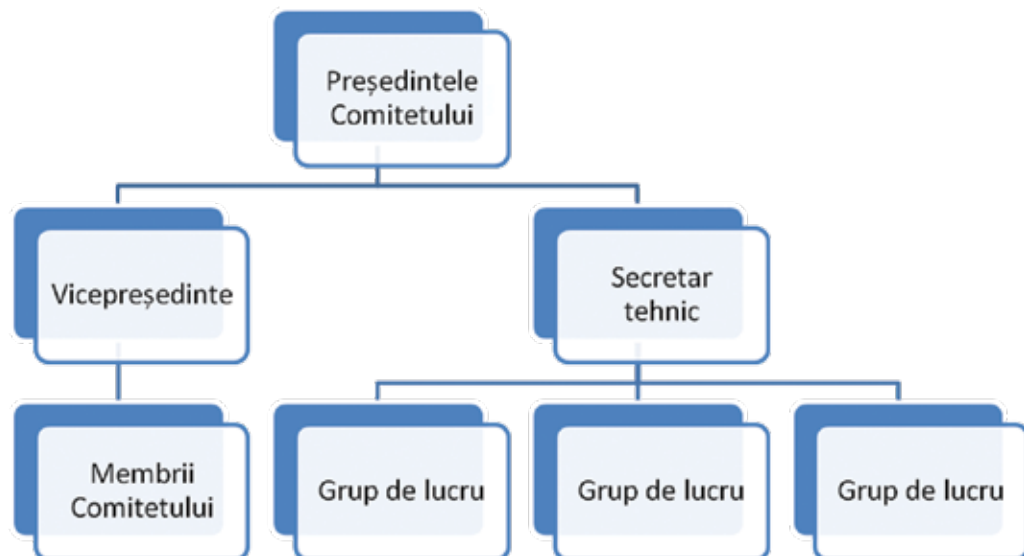 Președintele
Comitetului
Vicepreședinte
Secretar
tehnic
Membrii
Comitetului
Grup de lucru
Grup de lucru
Grup de lucru